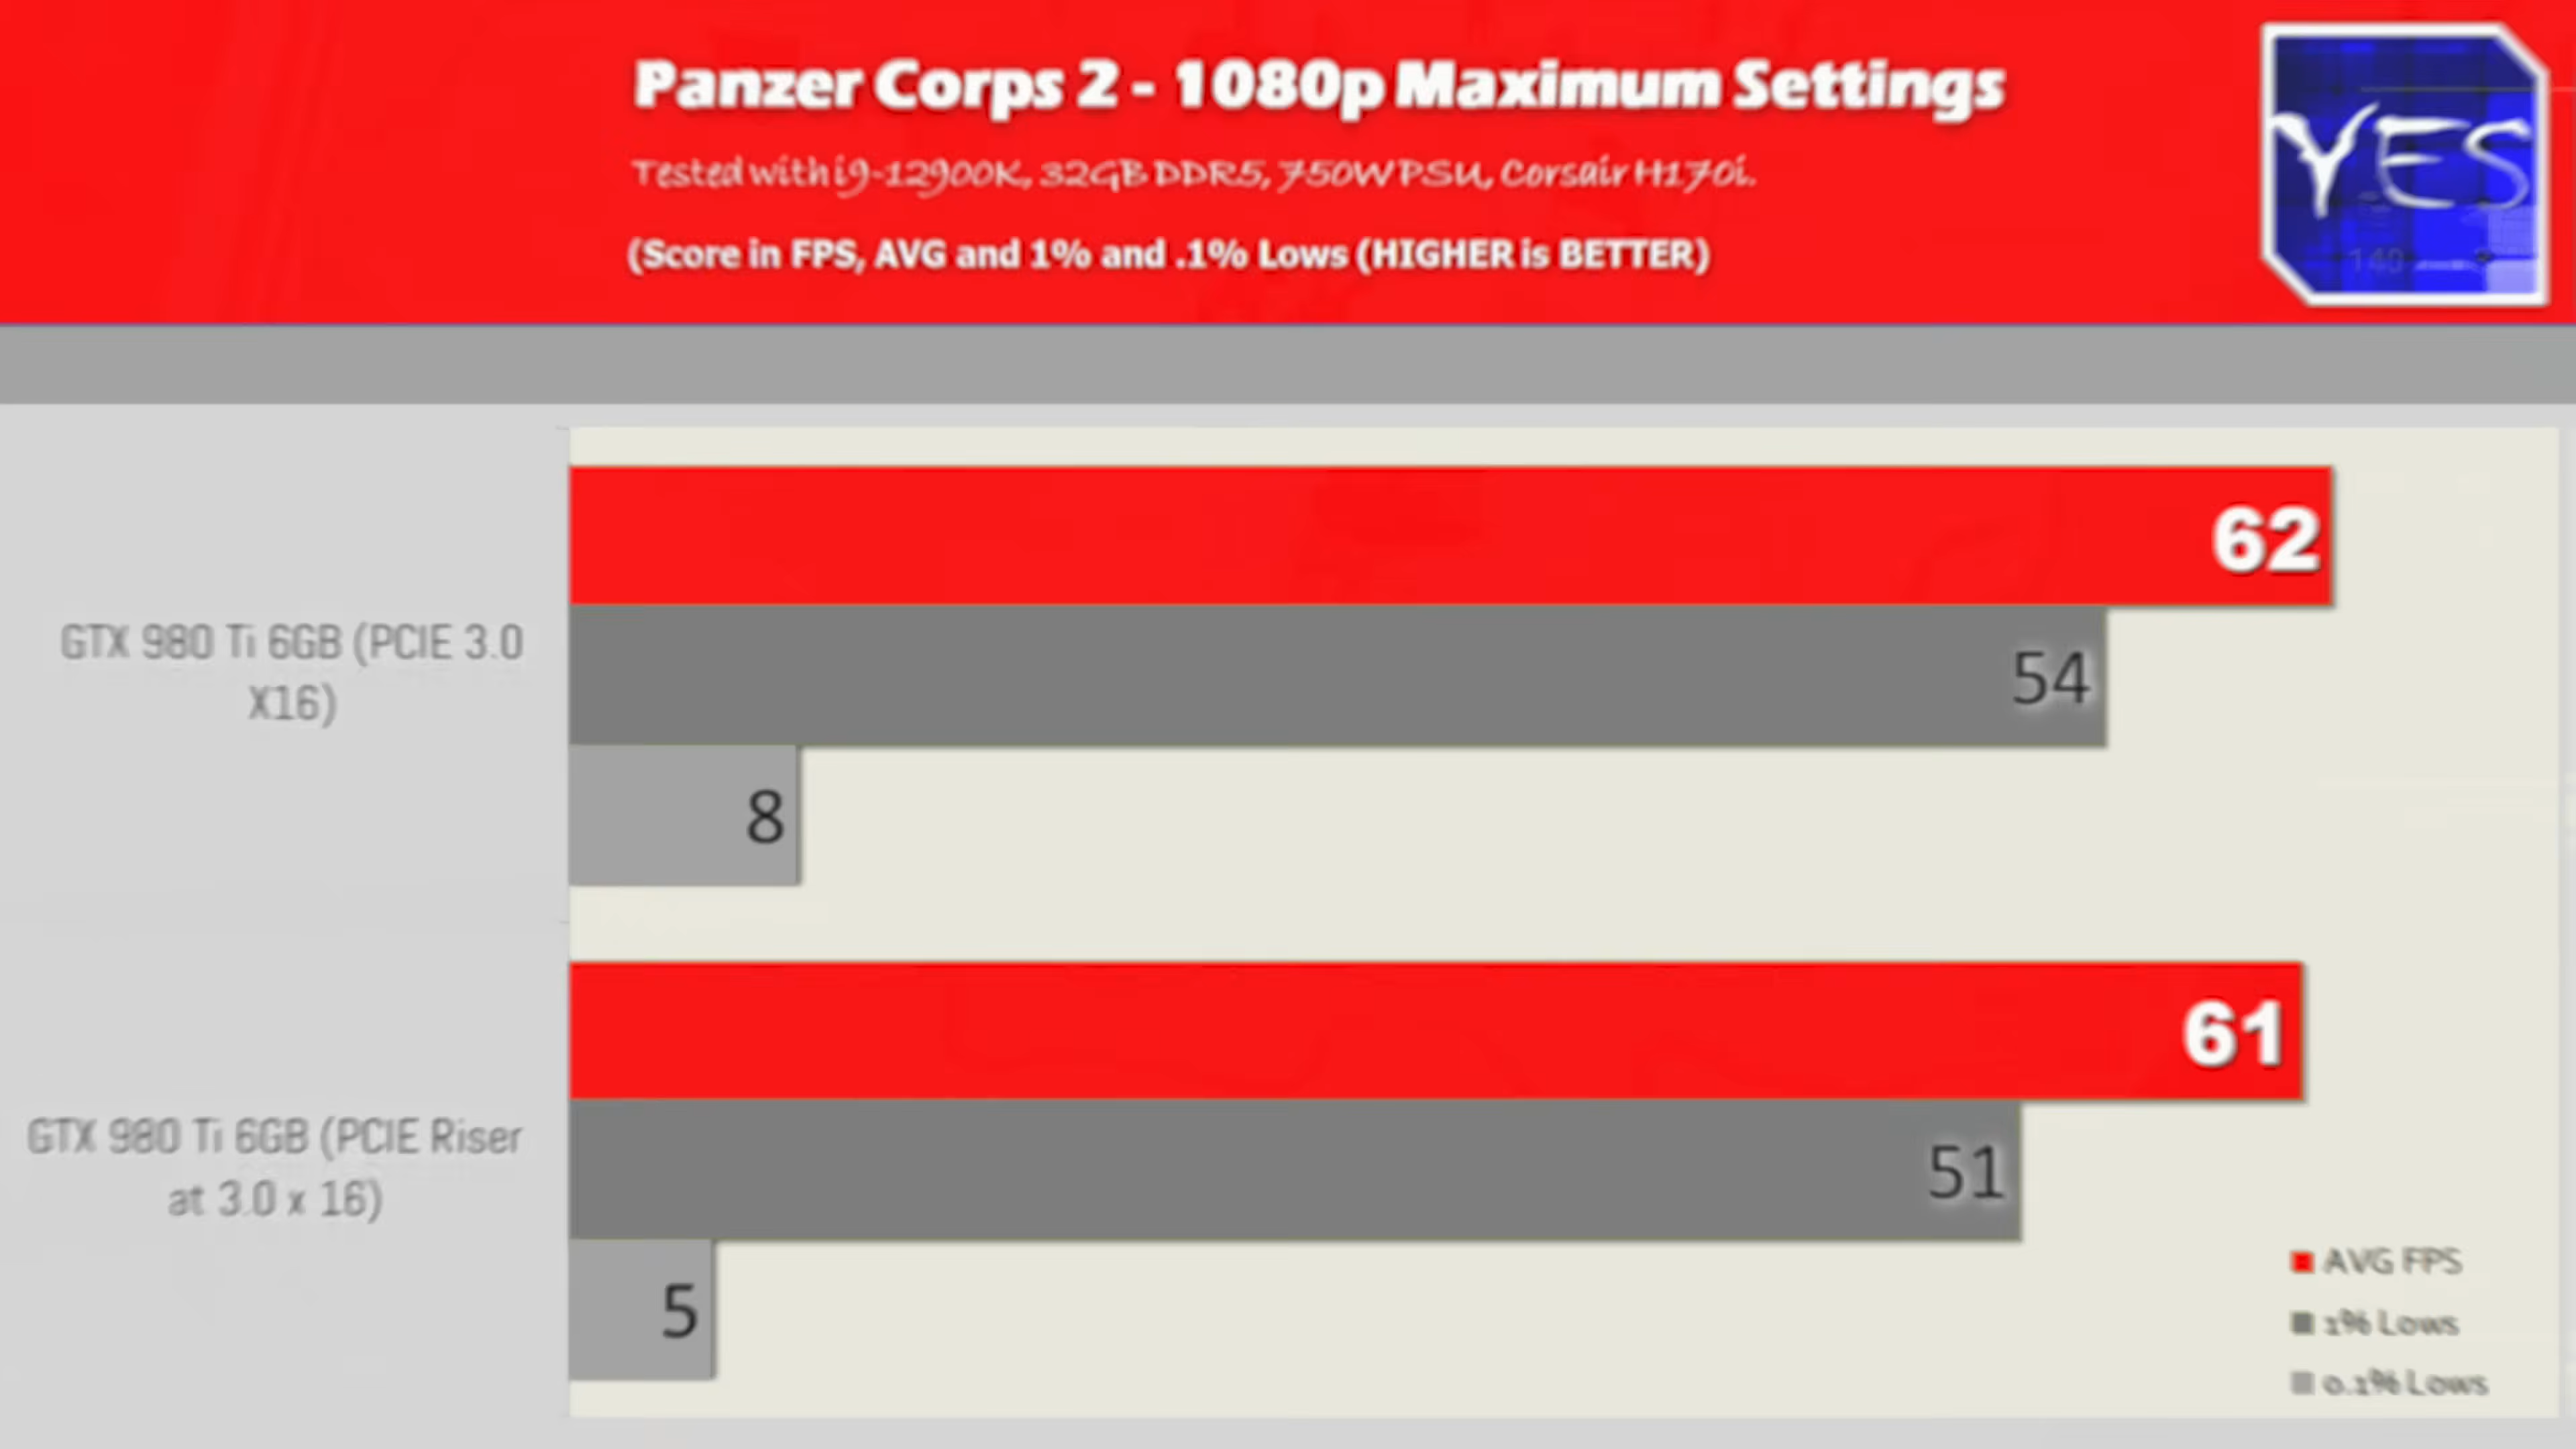 Panzer Corps 2 - 1080p Maximum Settings
Tested with i9-12900K, 32GB DDR5, 750W PSU, Corsair H170i.
(Score in FPS, AVG and 1% and .1% Lows (HIGHER is BETTER)
YES
140
62
54
8
GTX 980 Ti 6GB (PCIE 3.0
X16)
61
51
5
GTX 980 Ti 6GB (PCIE Riser
at 3.0 x 16)
AVG FPS
1% Lows
0.1% Lows